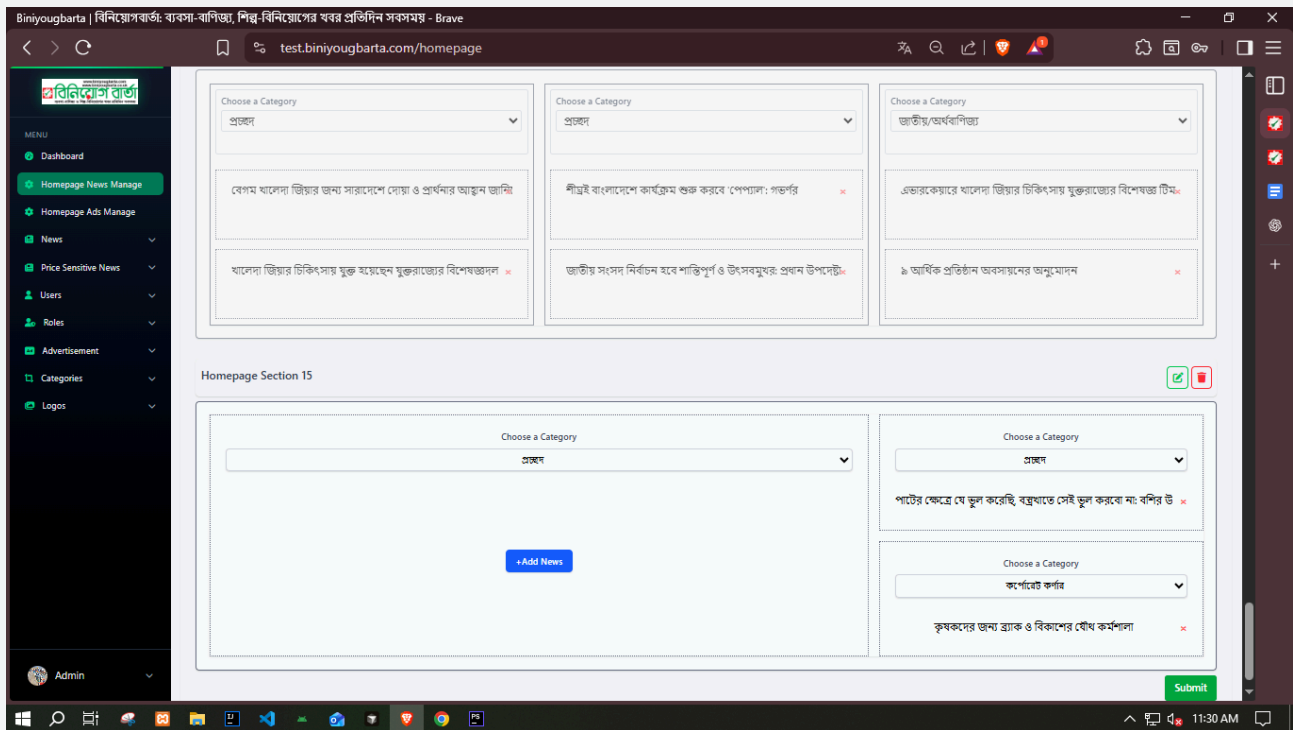 Biniyougbarta | বিনিয়োগবার্তা: ব্যবসা-বাণিজ্য, শিল্প-বিনিয়োগের খবর প্রতিদিন সবসময় - Brave
test.biniyougbarta.com/homepage
1
বিনিয়োগ বার্তা
MENU
Dashboard
Homepage News Manage
Homepage Ads Manage
News
Price Sensitive News
Users
Roles
Advertisement
Categories
Logos
Admin
Choose a Category
প্রচ্ছদ
Choose a Category
প্রচ্ছদ
Choose a Category
জাতীয়/অর্থবাণিজ্য
বেগম খালেদা জিয়ার জন্য সারাদেশে দোয়া ও প্রার্থনার আহ্বান জানি
শীঘ্রই বাংলাদেশে কার্যক্রম শুরু করবে 'পেপ্যাল': গভর্ণর
এভারকেয়ারে খালেদা জিয়ার চিকিৎসায় যুক্তরাজ্যের বিশেষজ্ঞ টিম
খালেদা জিয়ার চিকিৎসায় যুক্ত হয়েছেন যুক্তরাজ্যের বিশেষজ্ঞদল
জাতীয় সংসদ নির্বাচন হবে শান্তিপূর্ণ ও উৎসবমুখর: প্রধান উপদেষ্টা
৯ আর্থিক প্রতিষ্ঠান অবসায়নের অনুমোদন
Homepage Section 15
Choose a Category
প্রচ্ছদ
+Add News
Choose a Category
প্রচ্ছদ
পাটের ক্ষেত্রে যে ভুল করেছি, বস্ত্রখাতে সেই ভুল করবো না: বশির উ
Choose a Category
কর্পোরেট কর্ণার
কৃষকদের জন্য ব্র্যাক ও বিকাশের যৌথ কর্মশালা
Submit
11:30 AM